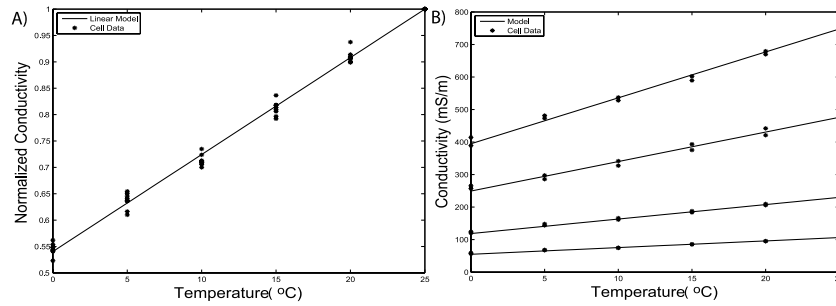 A)
Linear Model
Cell Data
1
0.95
0.9
0.85
0.8
0.75
0.7
0.65
0.6
0.55
0.5
Normalized Conductivity
0 5 10 15 20 25
Temperature( °C)
B)
Model
Cell Data
800
700
600
500
400
300
200
100
0
Conductivity (mS/m)
0 5 10 15 20
Temperature( °C)